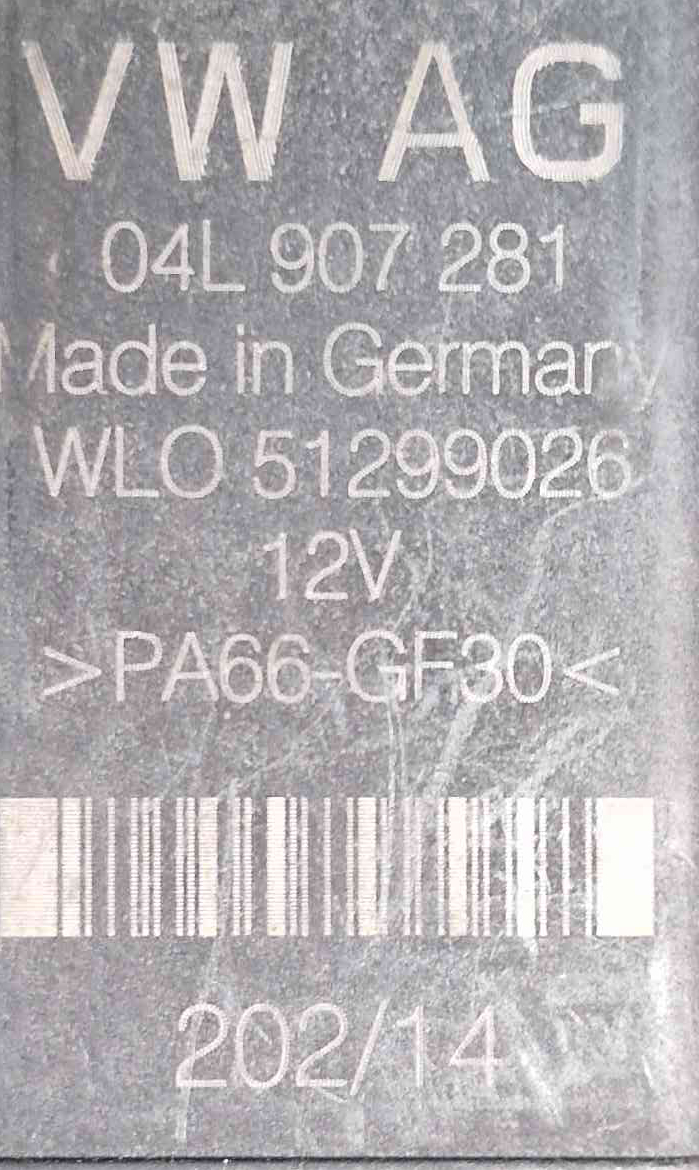 VW AG
04L 907 281
Made in Germany
WLO 51299026
12V
>PA66-GF30<
202/14